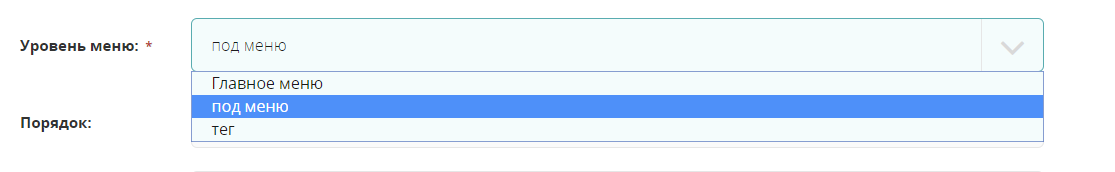 Уровень меню: *
под меню
Главное меню
под меню
тег
Порядок: